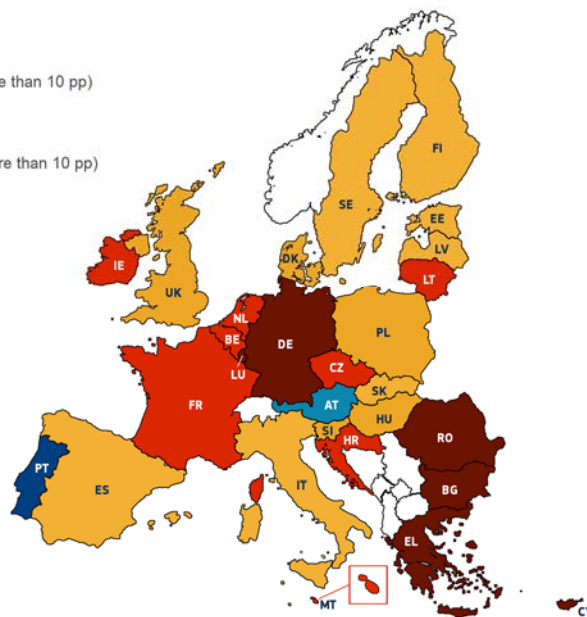 e than 10 pp)
re than 10 pp)
FI
SE
EE
LV
DK
LT
IE
UK
NL
BE
DE
PL
LU
CZ
SK
FR
AT
HU
SI
HR
RO
PT
ES
IT
BG
EL
MT
CY